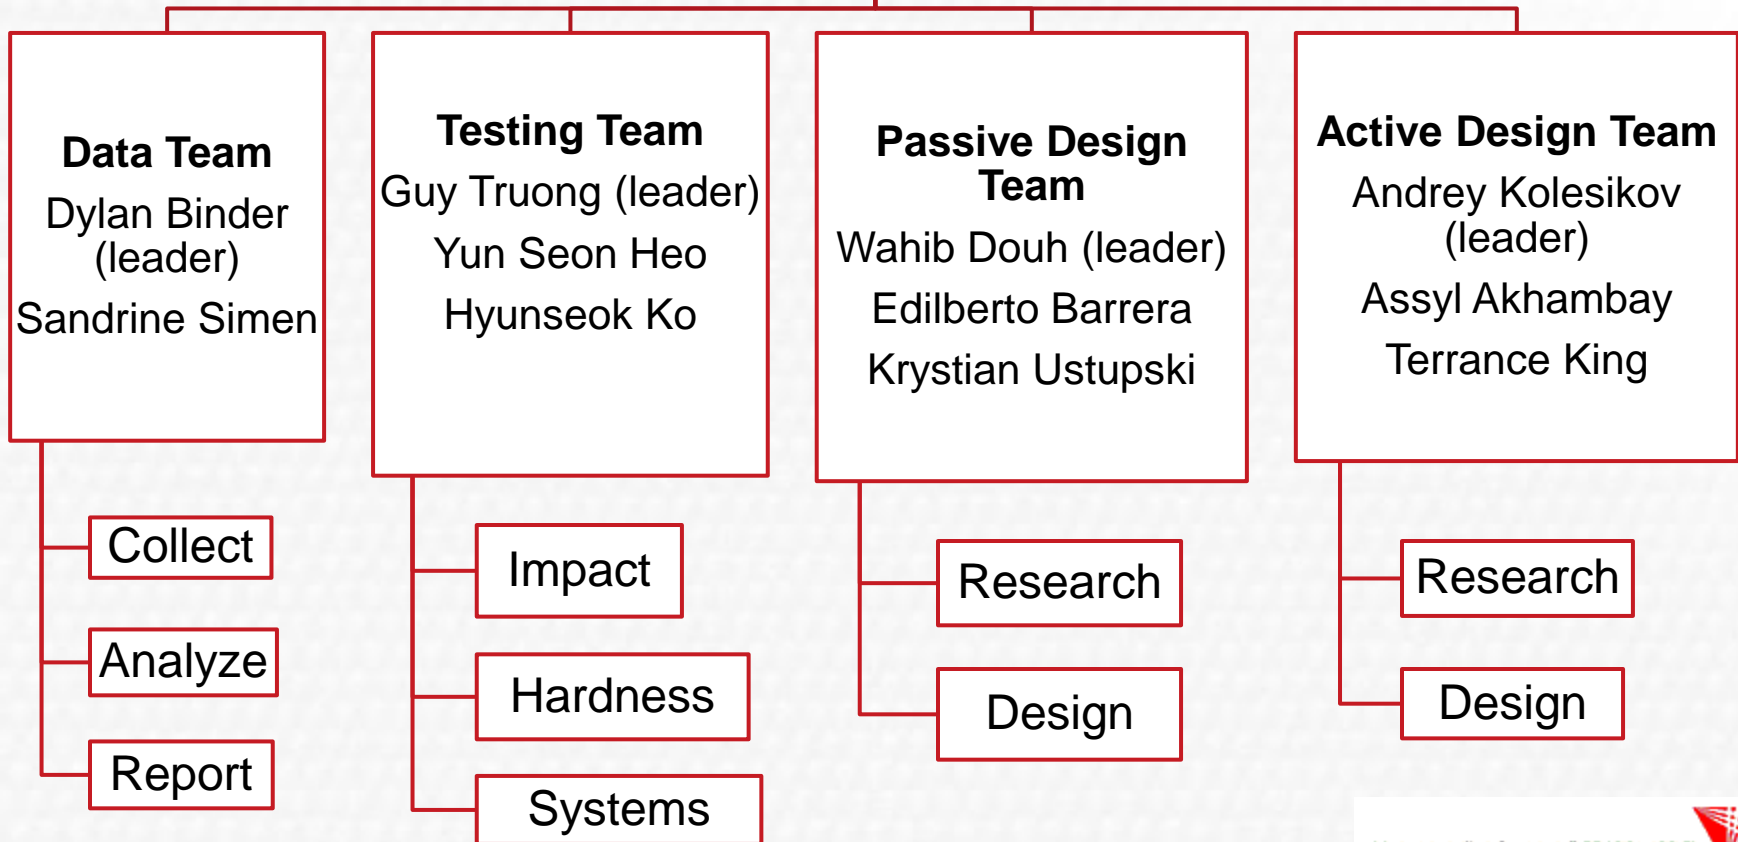 Data Team
Dylan Binder
(leader)
Sandrine Simen
Collect
Analyze
Report
Testing Team
Guy Truong (leader)
Yun Seon Heo
Hyunseok Ko
Impact
Hardness
Systems
Passive Design
Team
Wahib Douh (leader)
Edilberto Barrera
Krystian Ustupski
Research
Design
Active Design Team
Andrey Kolesikov
(leader)
Assyl Akhambay
Terrance King
Research
Design